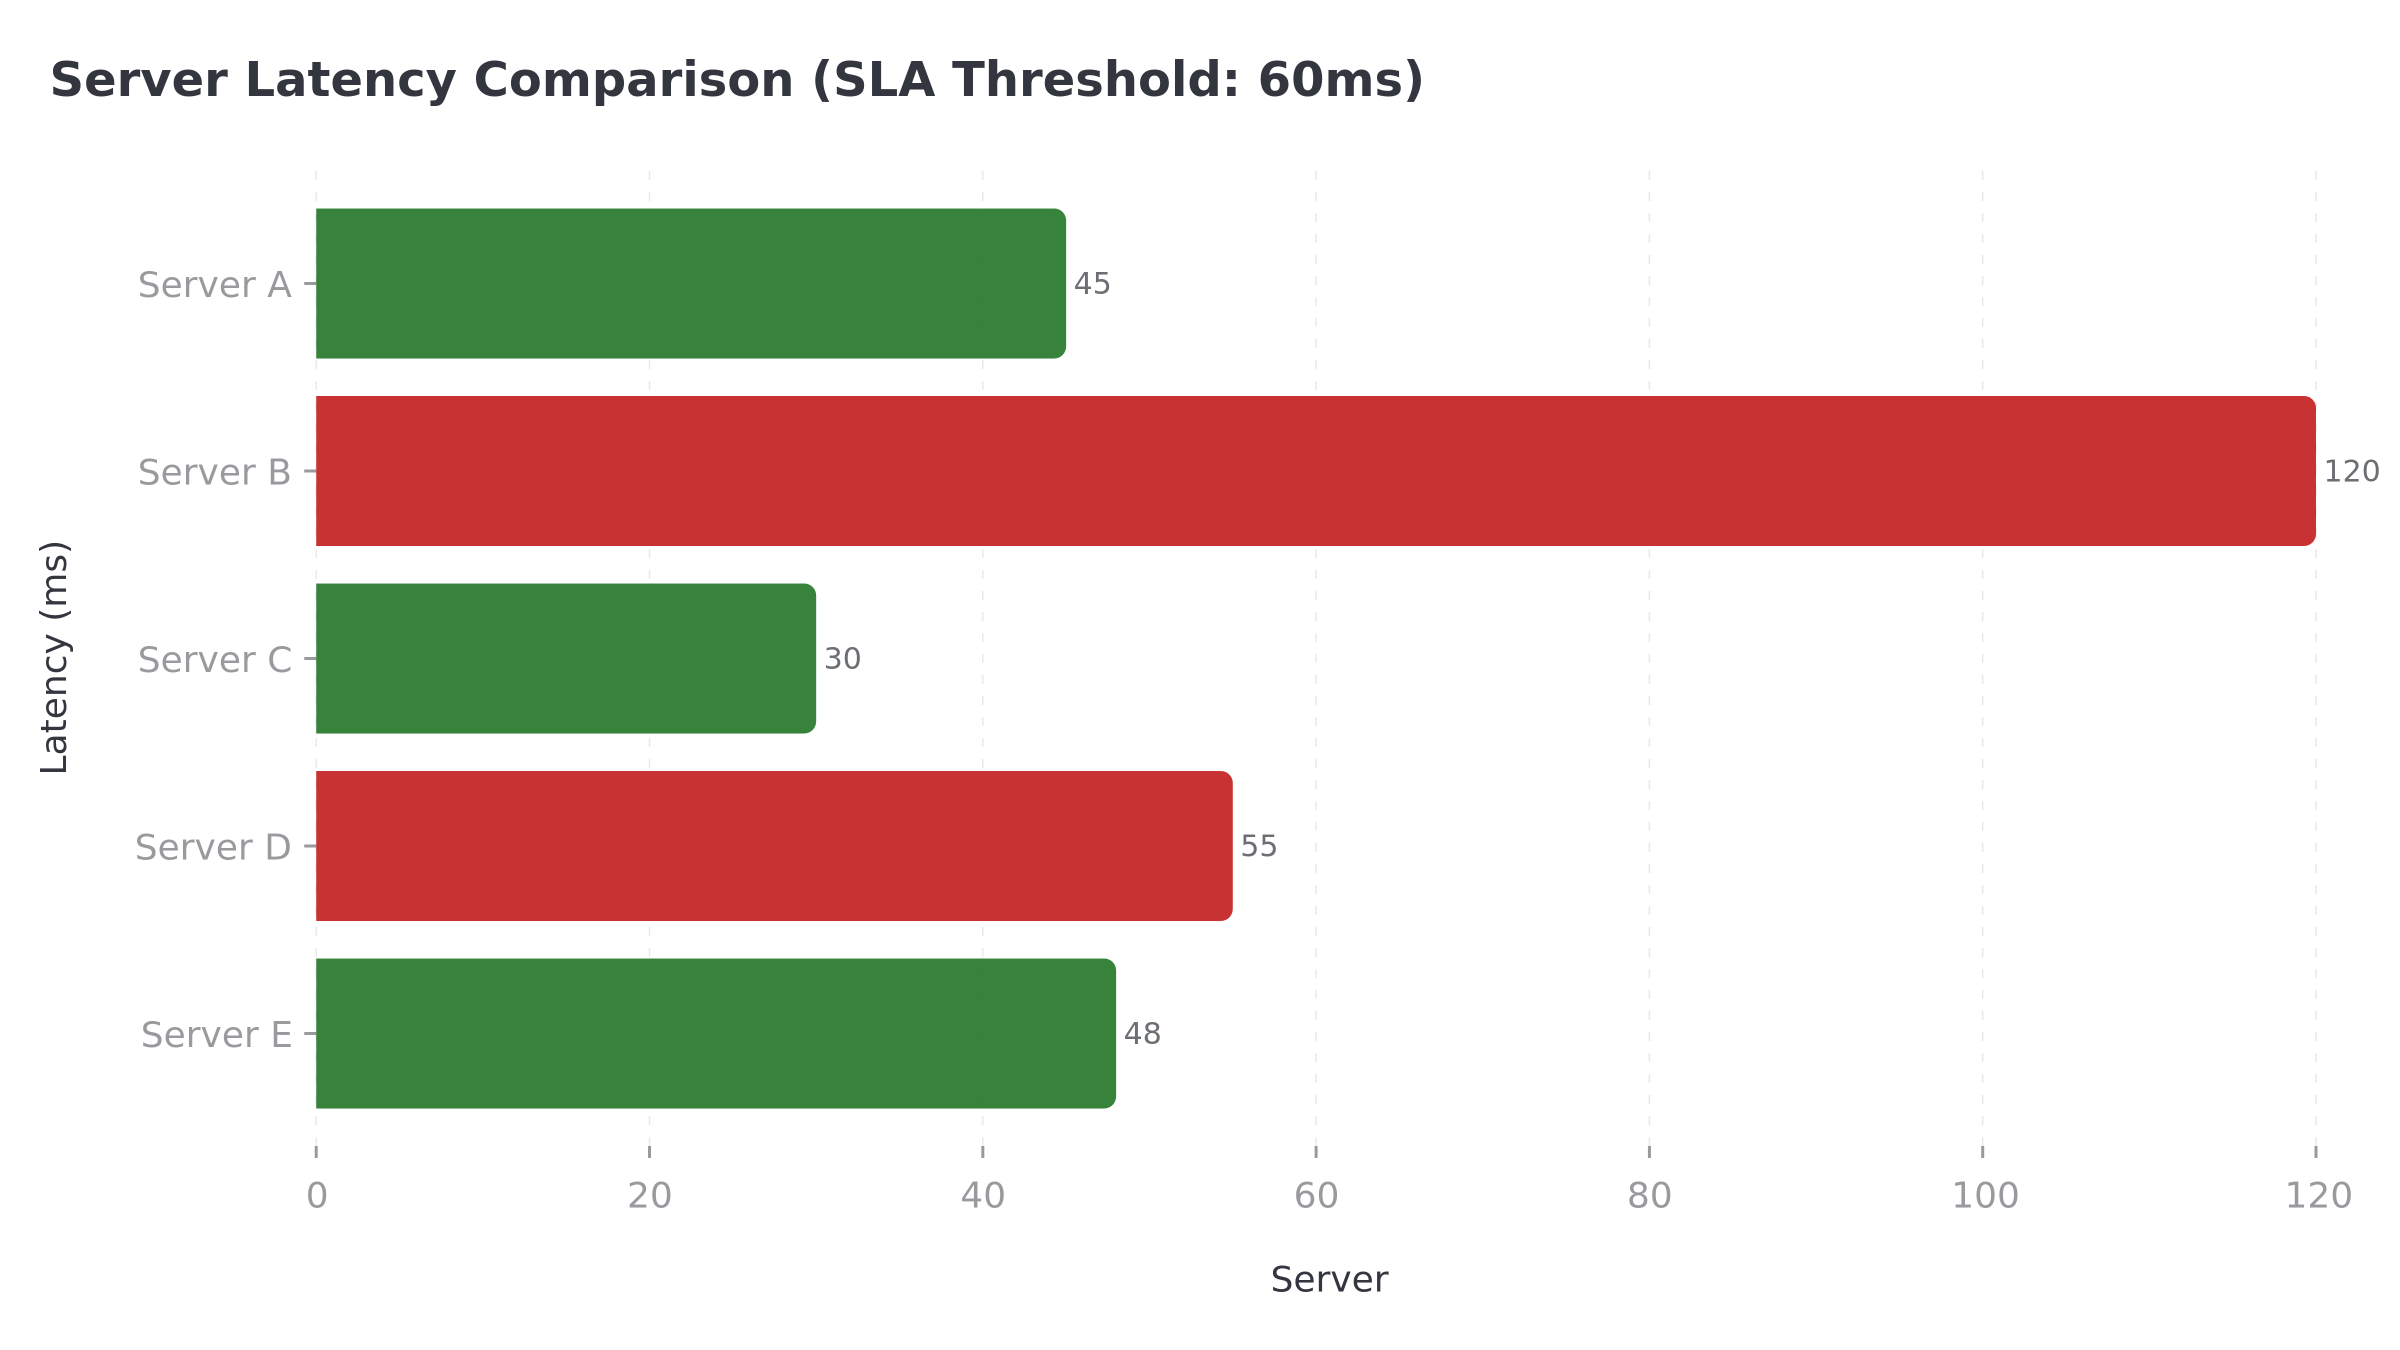 Server Latency Comparison (SLA Threshold: 60ms)
Latency (ms)
Server A 45
Server B 120
Server C 30
Server D 55
Server E 48
0 20 40 60 80 100 120
Server